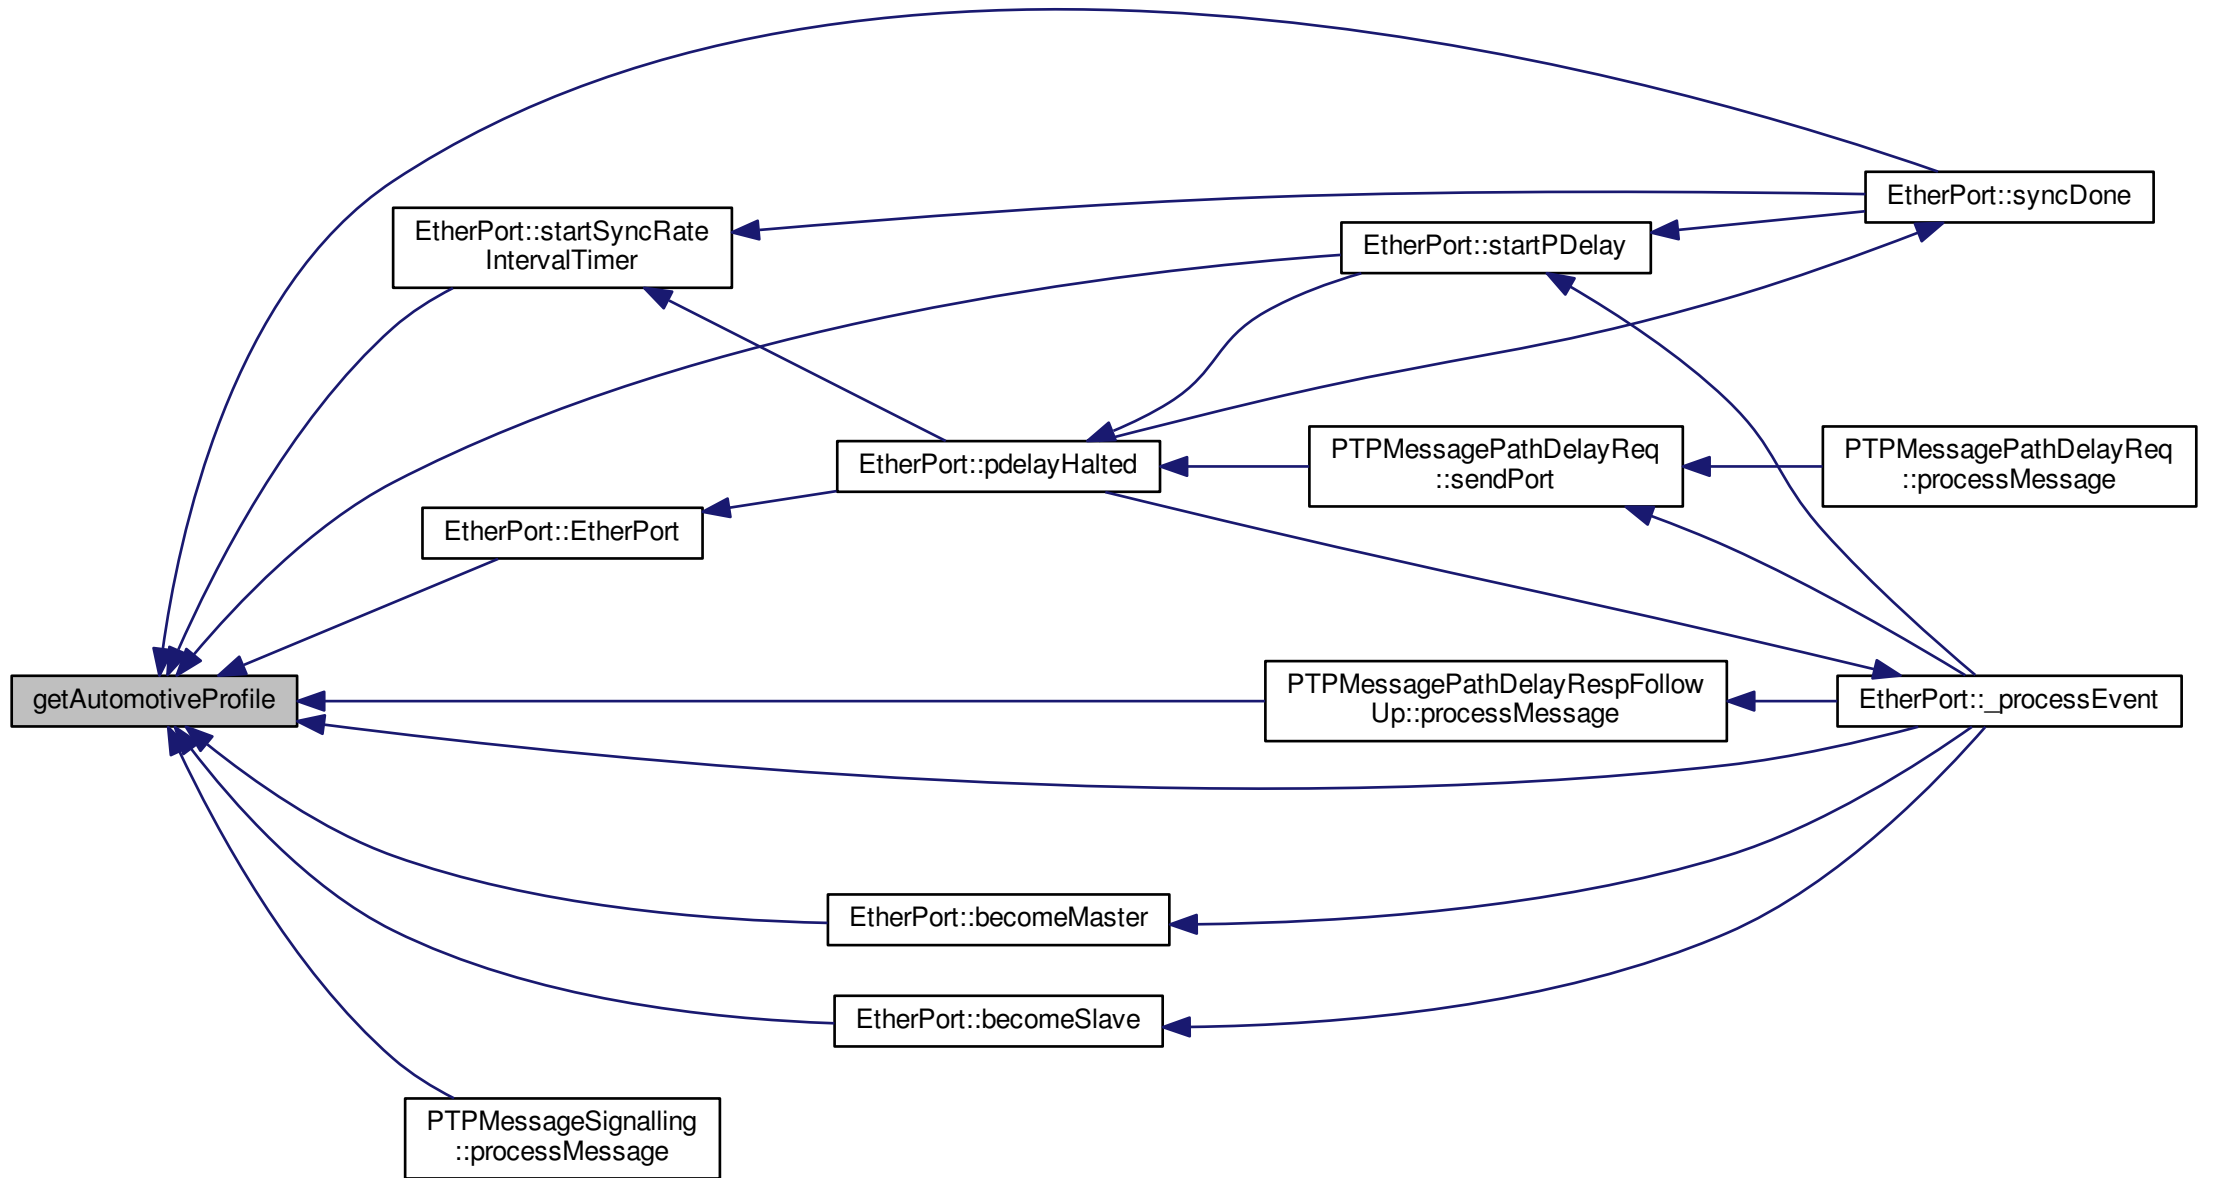 EtherPort::syncDone
EtherPort::startSyncRate
IntervalTimer
EtherPort::startPDelay
EtherPort::pdelayHalted
PTPMessagePathDelayReq
::sendPort
PTPMessagePathDelayReq
::processMessage
EtherPort::EtherPort
getAutomotiveProfile
PTPMessagePathDelayRespFollow
Up::processMessage
EtherPort::_processEvent
EtherPort::becomeMaster
EtherPort::becomeSlave
PTPMessageSignalling
::processMessage